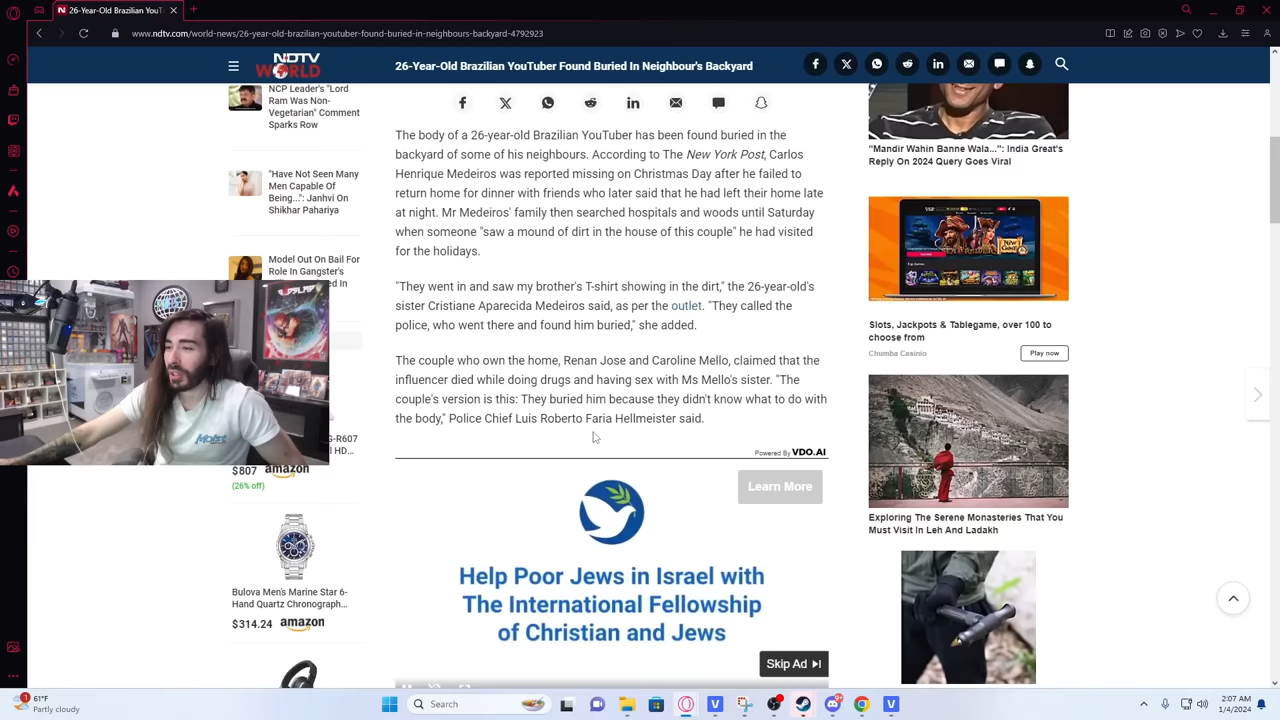 26-Year-Old Brazilian YouTub
www.ndtv.com/world-news/26-year-old-brazilian-youtuber-found-buried-in-neighbours-backyard-4792923
NDTV
WORLD
26-Year-Old Brazilian YouTuber Found Buried In Neighbour's Backyard
NCP Leader's "Lord
Ram Was Non-
Vegetarian" Comment
Sparks Row
"Have Not Seen Many
Men Capable Of
Being...": Janhvi On
Shikhar Pahariya
Model Out On Bail For
Role In Gangster's
d In
S-R607
l HD...
$807
amazon
(26% off)
Bulova Men's Marine Star 6-
Hand Quartz Chronograph...
$314.24
amazon
The body of a 26-year-old Brazilian YouTuber has been found buried in the
backyard of some of his neighbours. According to The New York Post, Carlos
Henrique Medeiros was reported missing on Christmas Day after he failed to
return home for dinner with friends who later said that he had left their home late
at night. Mr Medeiros' family then searched hospitals and woods until Saturday
when someone "saw a mound of dirt in the house of this couple" he had visited
for the holidays.
"They went in and saw my brother's T-shirt showing in the dirt," the 26-year-old's
sister Cristiane Aparecida Medeiros said, as per the outlet. "They called the
police, who went there and found him buried," she added.
The couple who own the home, Renan Jose and Caroline Mello, claimed that the
influencer died while doing drugs and having sex with Ms Mello's sister. "The
couple's version is this: They buried him because they didn't know what to do with
the body," Police Chief Luis Roberto Faria Hellmeister said.
Powered By VDO.AI
Learn More
Help Poor Jews in Israel with
The International Fellowship
of Christian and Jews
Skip Ad
"Mandir Wahin Banne Wala...": India Great's
Reply On 2024 Query Goes Viral
Slots, Jackpots & Tablegame, over 100 to
choose from
Chumba Casinio
Play now
Exploring The Serene Monasteries That You
Must Visit In Leh And Ladakh
1
61°F
Partly cloudy
Search
2:07 AM
1/4/2024